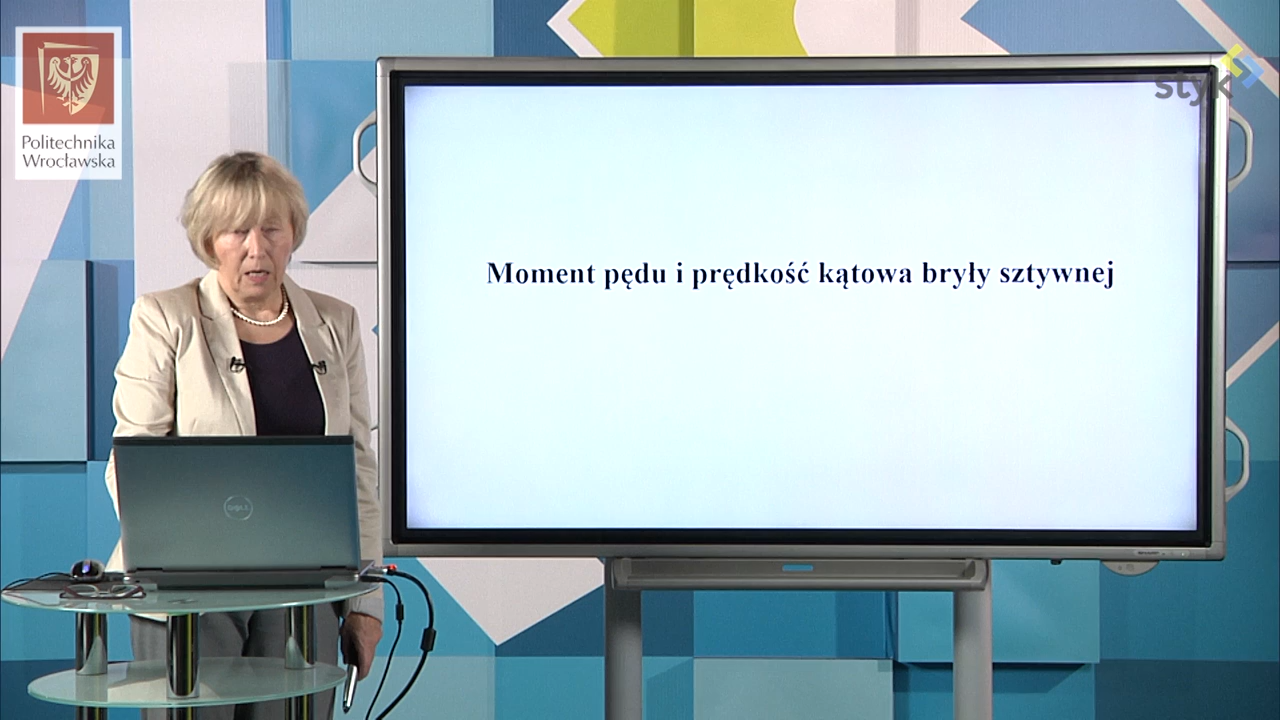 Politechnika
Wrocławska
styk
Moment pędu i prędkość kątowa bryły sztywnej
DELL